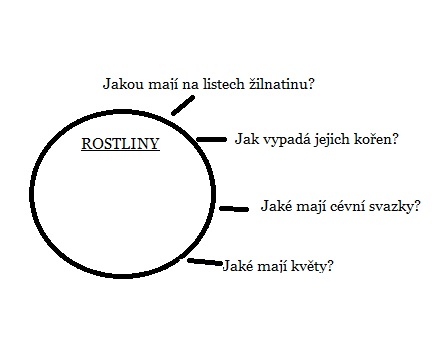 Jakou mají na listech žilnatinu?
ROSTLINY
Jak vypadá jejich kořen?
Jaké mají cévní svazky?
Jaké mají květy?